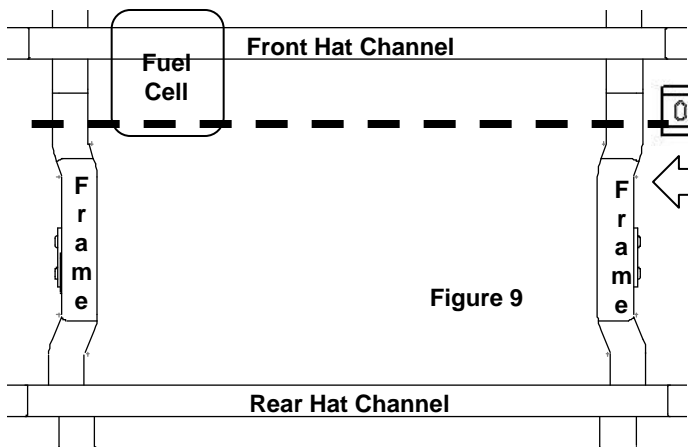 Front Hat Channel
Fuel
Cell
F
r
a
m
e
F
r
a
m
e
Figure 9
Rear Hat Channel